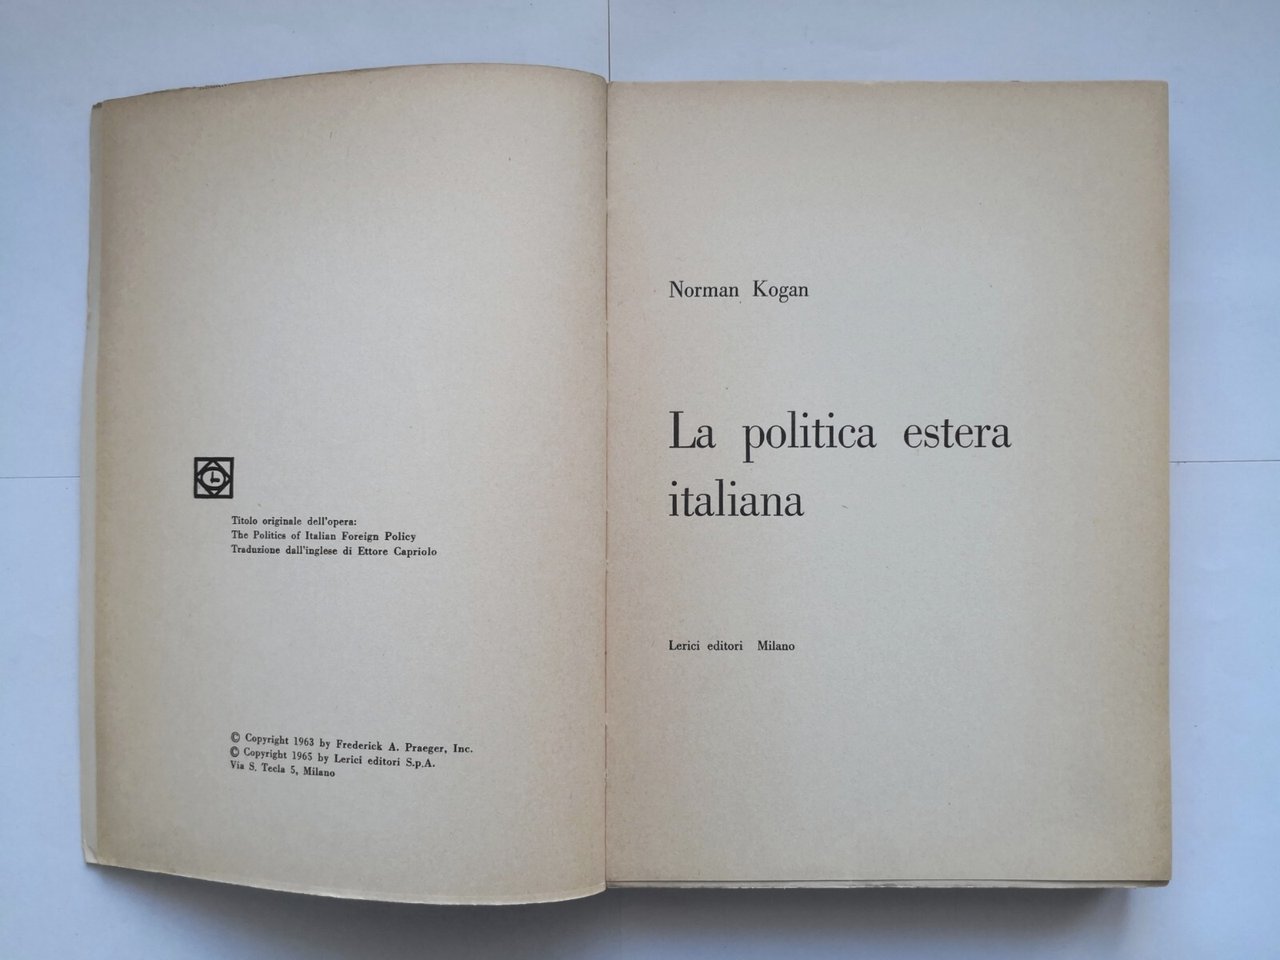 Titolo originale dell'opera:
The Politics of Italian Foreign Policy
Traduzione dall'inglese di Ettore Capriolo
© Copyright 1963 by Frederick A. Praeger, Inc.
© Copyright 1965 by Lerici editori S.p.A.
Via S. Tecla 5, Milano
Norman Kogan
La politica estera
italiana
Lerici editori Milano